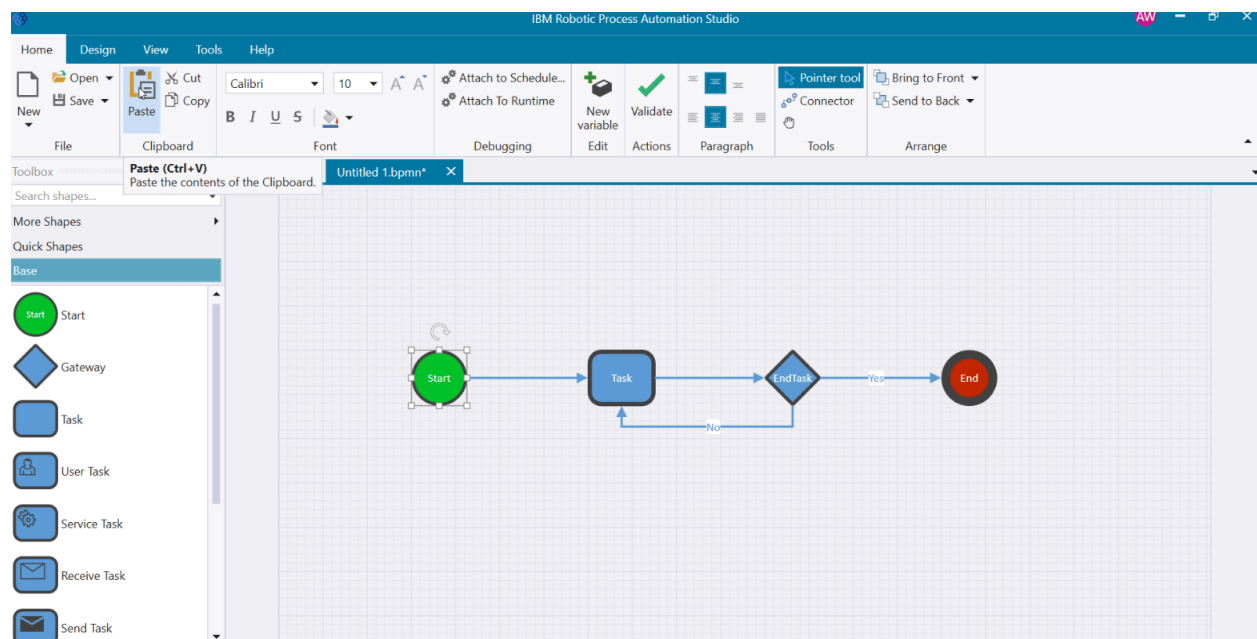 IBM Robotic Process Automation Studio
AW
Home Design View Tools Help
New
Open
Save
File
Paste
Cut
Copy
Clipboard
Calibri 10 A A
B I U S
Font
Attach to Schedule...
Attach To Runtime
Debugging
New variable
Edit
Validate
Actions
Paragraph
Pointer tool
Connector
Tools
Bring to Front
Send to Back
Arrange
Toolbox
Paste (Ctrl+V)
Paste the contents of the Clipboard.
Untitled 1.bpmn*
Search shapes...
More Shapes
Quick Shapes
Base
Start Start
Gateway
Task
User Task
Service Task
Receive Task
Send Task
Start
Task
EndTask
Yes
End
No